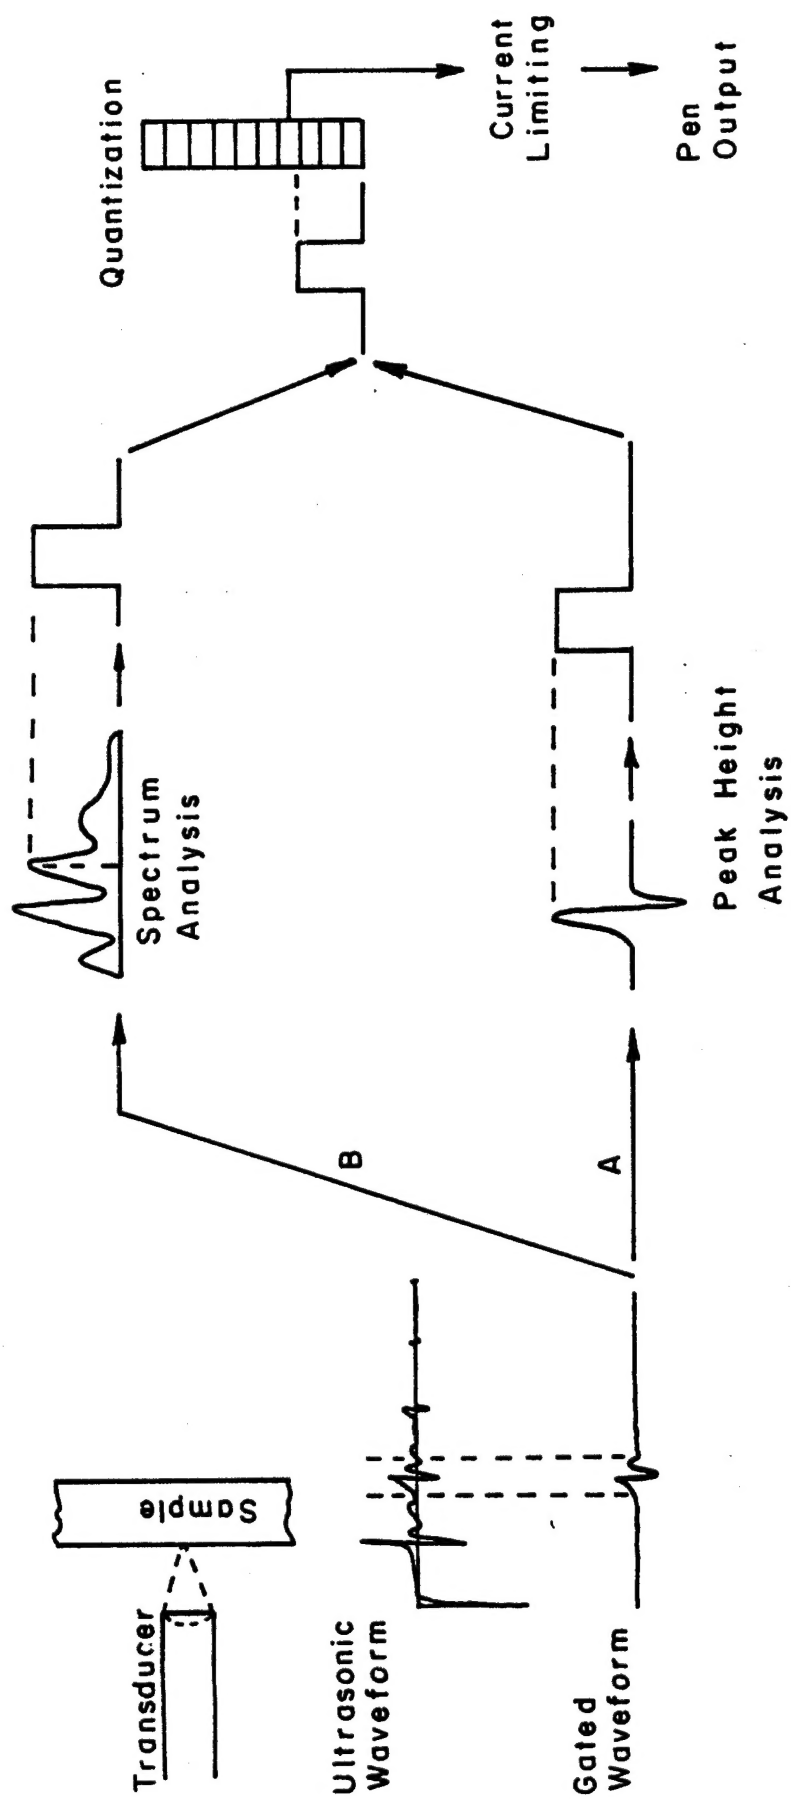 Transducer
Sample
Ultrasonic
Waveform
Gated
Waveform
B
A
Spectrum
Analysis
Peak Height
Analysis
Quantization
Current
Limiting
Pen
Output